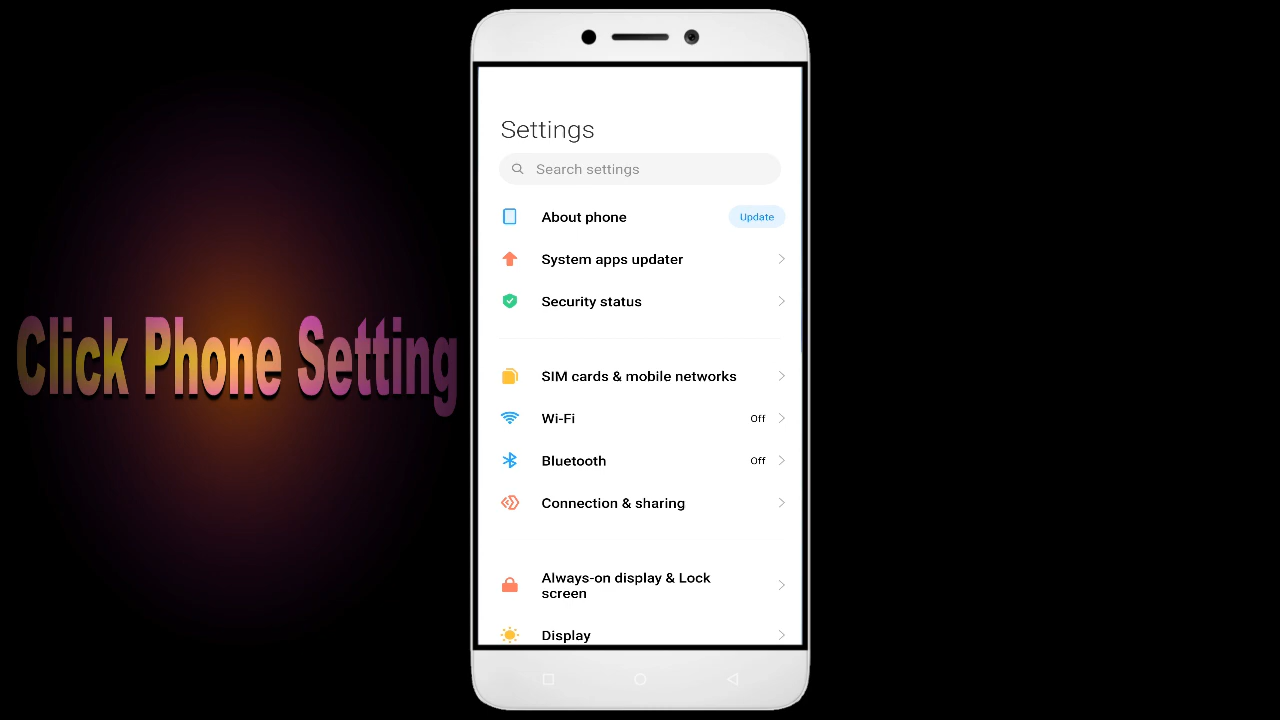 Click Phone Setting
Settings
Search settings
About phone
Update
System apps updater
Security status
SIM cards & mobile networks
Wi-Fi
Off
Bluetooth
Off
Connection & sharing
Always-on display & Lock
screen
Display